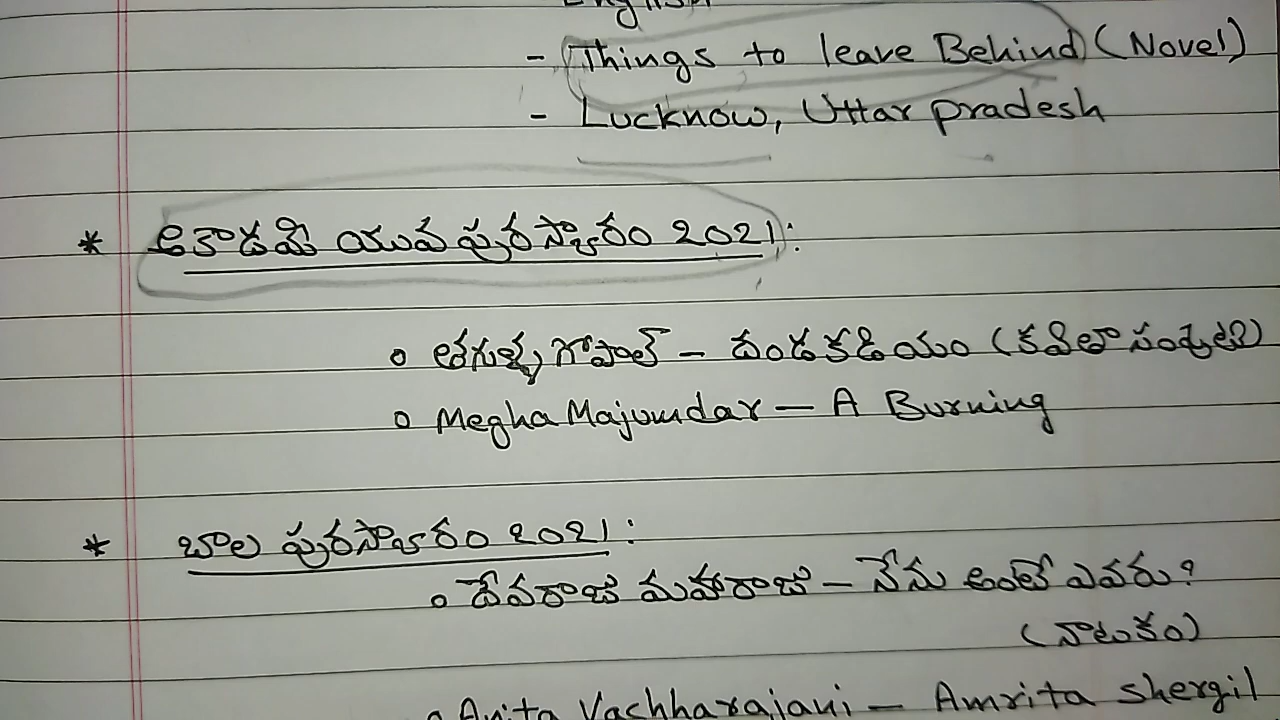 English
- Things to leave Behind (Novel)
- Lucknow, Uttar pradesh
* అకాడమీ యువ పురస్కారం 2021:
o తగుళ్ళ గోపాల్ - దండకడియం (కవితా సంపుటి)
o Megha Majumdar - A Burning
* బాల పురస్కారం 2021:
o దేవరాజు మహారాజు - నేను అంటే ఎవరు?
(నాటకం)
o Anita Vachharajani - Amrita Shergil